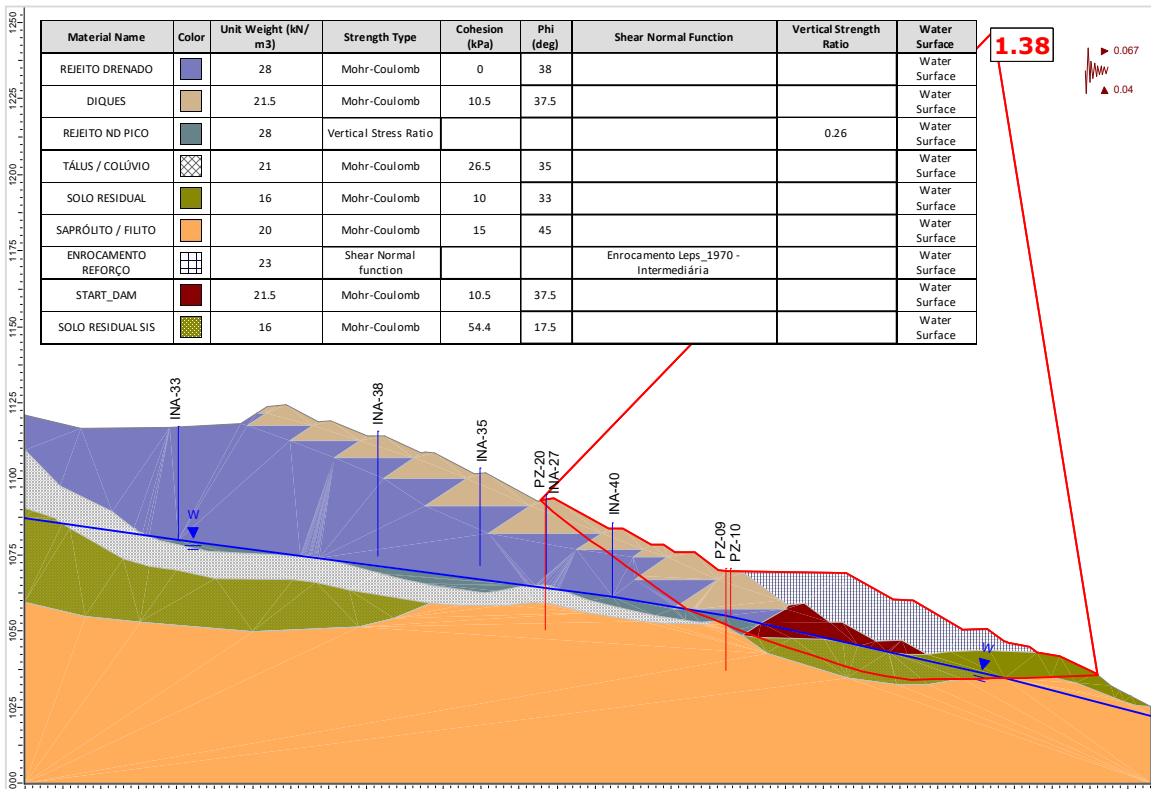 Material Name Color Unit Weight (kN/ m3) Strength Type Cohesion (kPa) Phi (deg) Shear Normal Function Vertical Strength Ratio Water Surface
REJEITO DRENADO 28 Mohr-Coulomb 0 38 Water Surface
DIQUES 21.5 Mohr-Coulomb 10.5 37.5 Water Surface
REJEITO ND PICO 28 Vertical Stress Ratio 0.26 Water Surface
TÁLUS / COLÚVIO 21 Mohr-Coulomb 26.5 35 Water Surface
SOLO RESIDUAL 16 Mohr-Coulomb 10 33 Water Surface
SAPRÓLITO / FILITO 20 Mohr-Coulomb 15 45 Water Surface
ENROCAMENTO REFORÇO 23 Shear Normal function Enrocamento Leps_1970 - Intermediária Water Surface
START_DAM 21.5 Mohr-Coulomb 10.5 37.5 Water Surface
SOLO RESIDUAL SIS 16 Mohr-Coulomb 54.4 17.5 Water Surface
1.38
0.067
0.04
1250
1225
1200
1175
1150
1125
1100
1075
1050
1025
000
INA-33
INA-38
INA-35
PZ-20
INA-27
INA-40
PZ-09
PZ-10
W
W